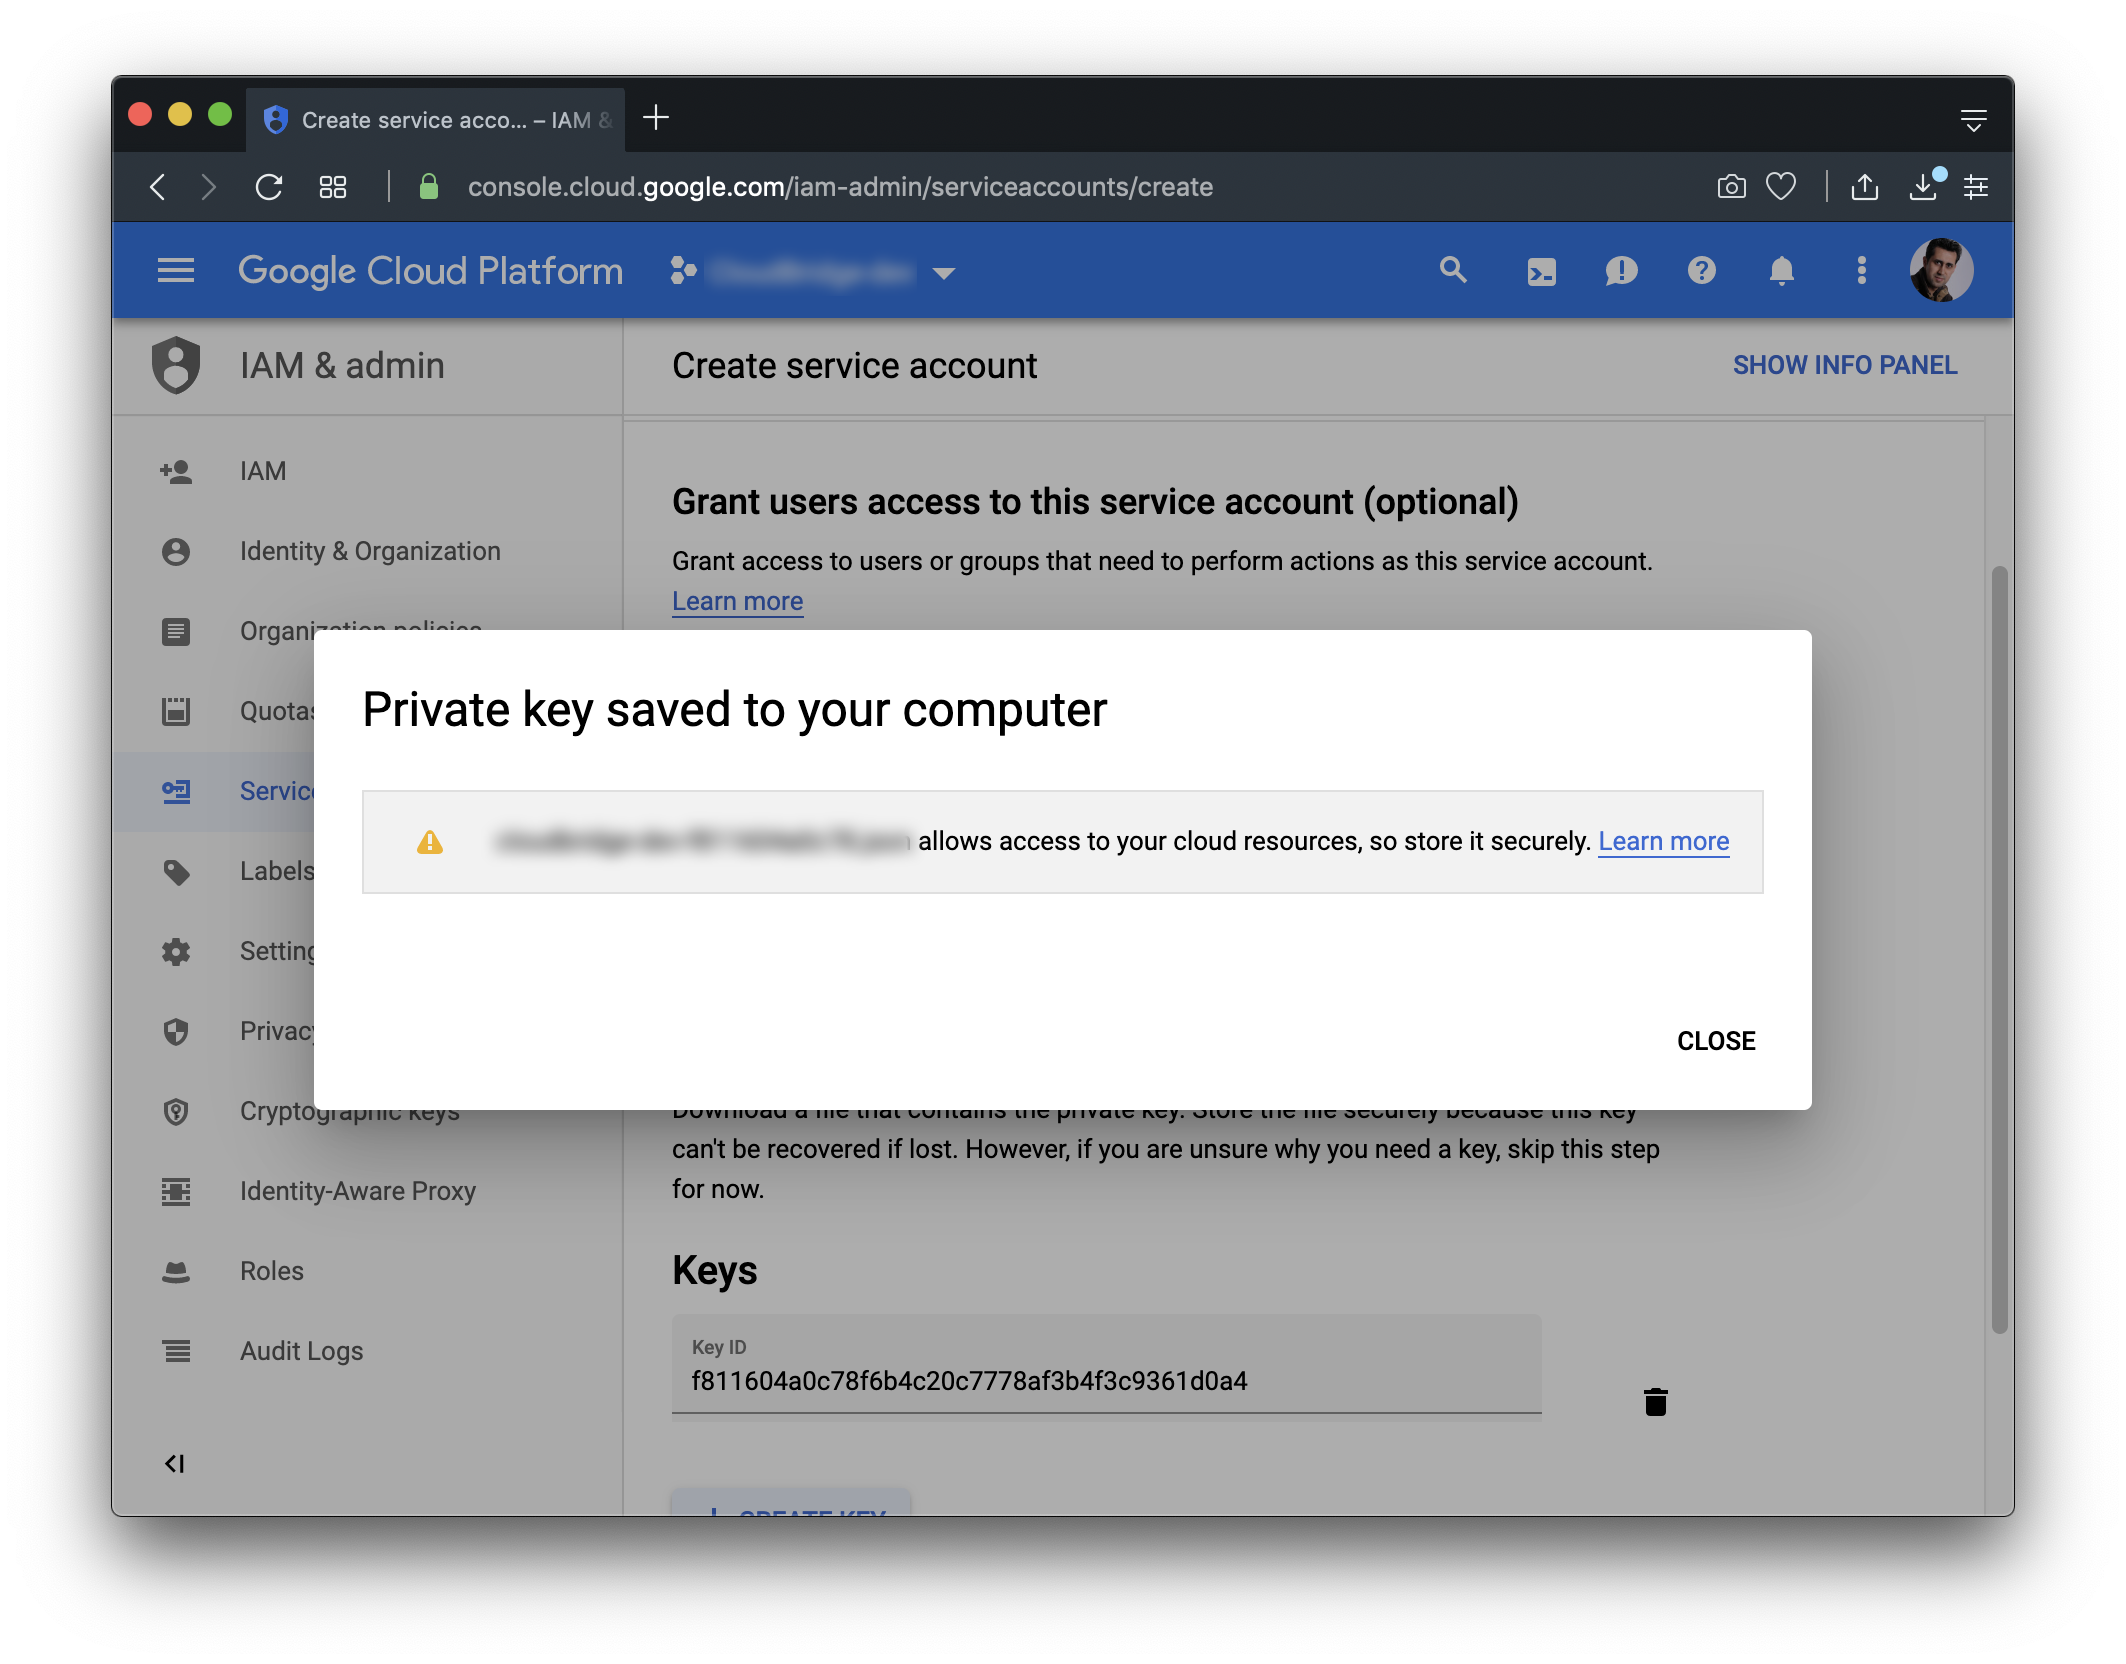 Create service acco... – IAM &
console.cloud.google.com/iam-admin/serviceaccounts/create
Google Cloud Platform
IAM & admin
Create service account
SHOW INFO PANEL
IAM
Identity & Organization
Organization policies
Quotas
Service
Labels
Setting
Privacy
Cryptographic keys
Identity-Aware Proxy
Roles
Audit Logs
Grant users access to this service account (optional)
Grant access to users or groups that need to perform actions as this service account.
Learn more
Private key saved to your computer
allows access to your cloud resources, so store it securely. Learn more
CLOSE
Download a file that contains the private key. Store the file securely because this key
can't be recovered if lost. However, if you are unsure why you need a key, skip this step
for now.
Keys
Key ID
f811604a0c78f6b4c20c7778af3b4f3c9361d0a4
CREATE KEY